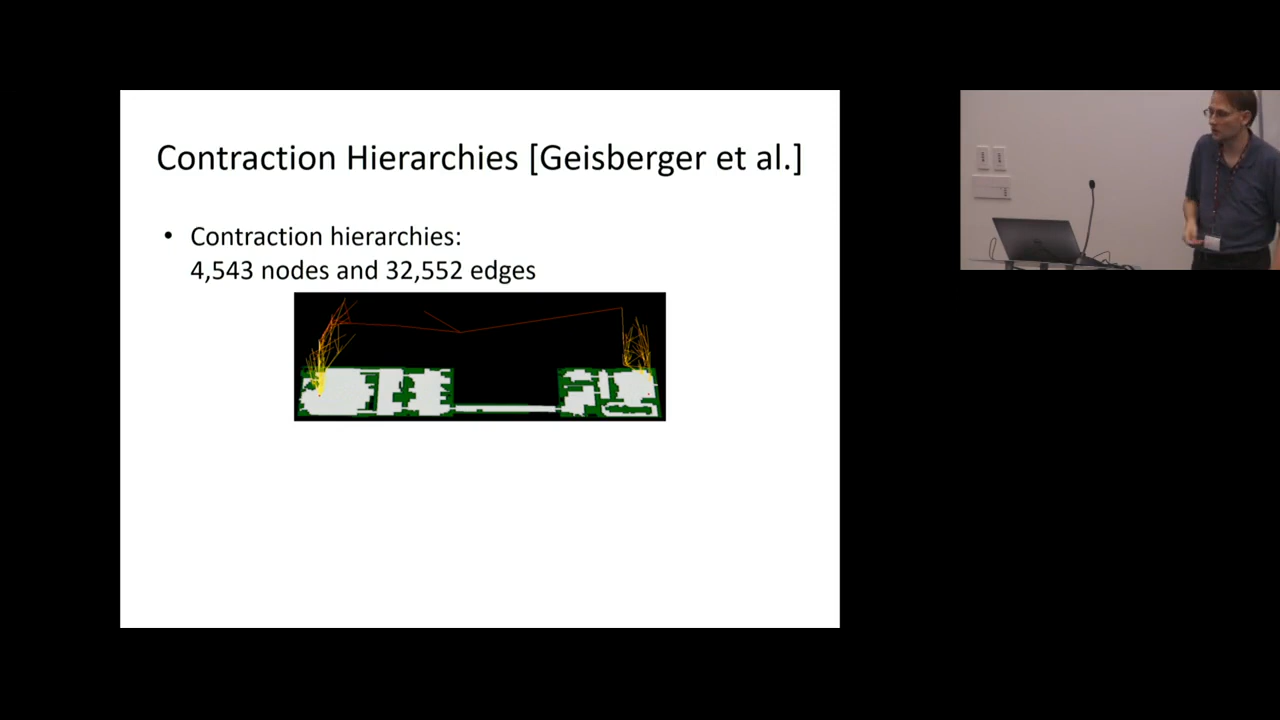 Contraction Hierarchies [Geisberger et al.]
• Contraction hierarchies:
4,543 nodes and 32,552 edges